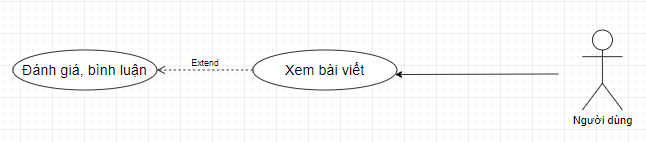 Đánh giá, bình luận
Extend
Xem bài viết
Người dùng